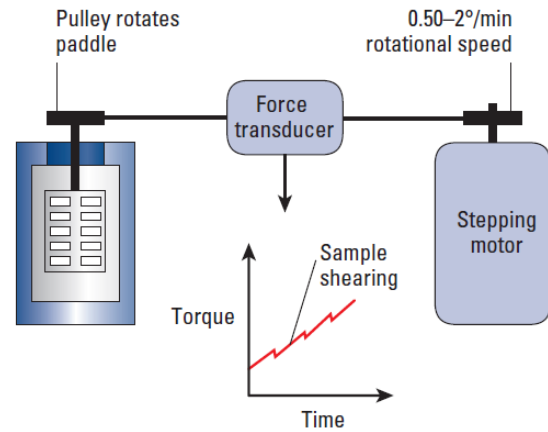 Pulley rotates
paddle
0.50–2°/min
rotational speed
Force
transducer
Stepping
motor
Sample
shearing
Torque
Time